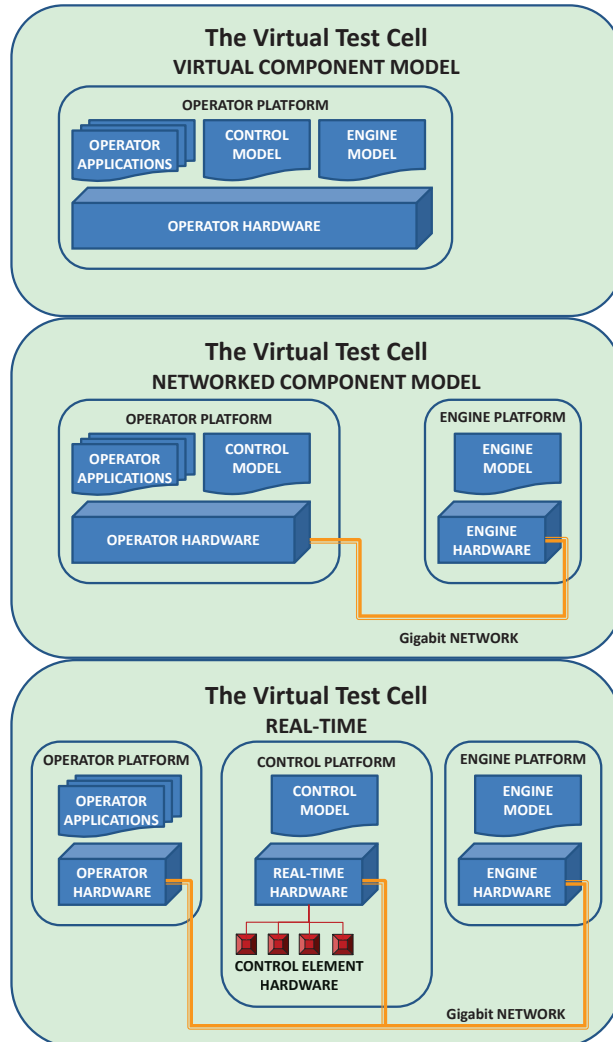 The Virtual Test Cell
VIRTUAL COMPONENT MODEL
OPERATOR PLATFORM
OPERATOR
APPLICATIONS
CONTROL
MODEL
ENGINE
MODEL
OPERATOR HARDWARE
The Virtual Test Cell
NETWORKED COMPONENT MODEL
OPERATOR PLATFORM
OPERATOR
APPLICATIONS
CONTROL
MODEL
OPERATOR HARDWARE
ENGINE PLATFORM
ENGINE
MODEL
ENGINE
HARDWARE
Gigabit NETWORK
The Virtual Test Cell
REAL-TIME
OPERATOR PLATFORM
OPERATOR
APPLICATIONS
OPERATOR
HARDWARE
CONTROL PLATFORM
CONTROL
MODEL
REAL-TIME
HARDWARE
CONTROL ELEMENT
HARDWARE
ENGINE PLATFORM
ENGINE
MODEL
ENGINE
HARDWARE
Gigabit NETWORK